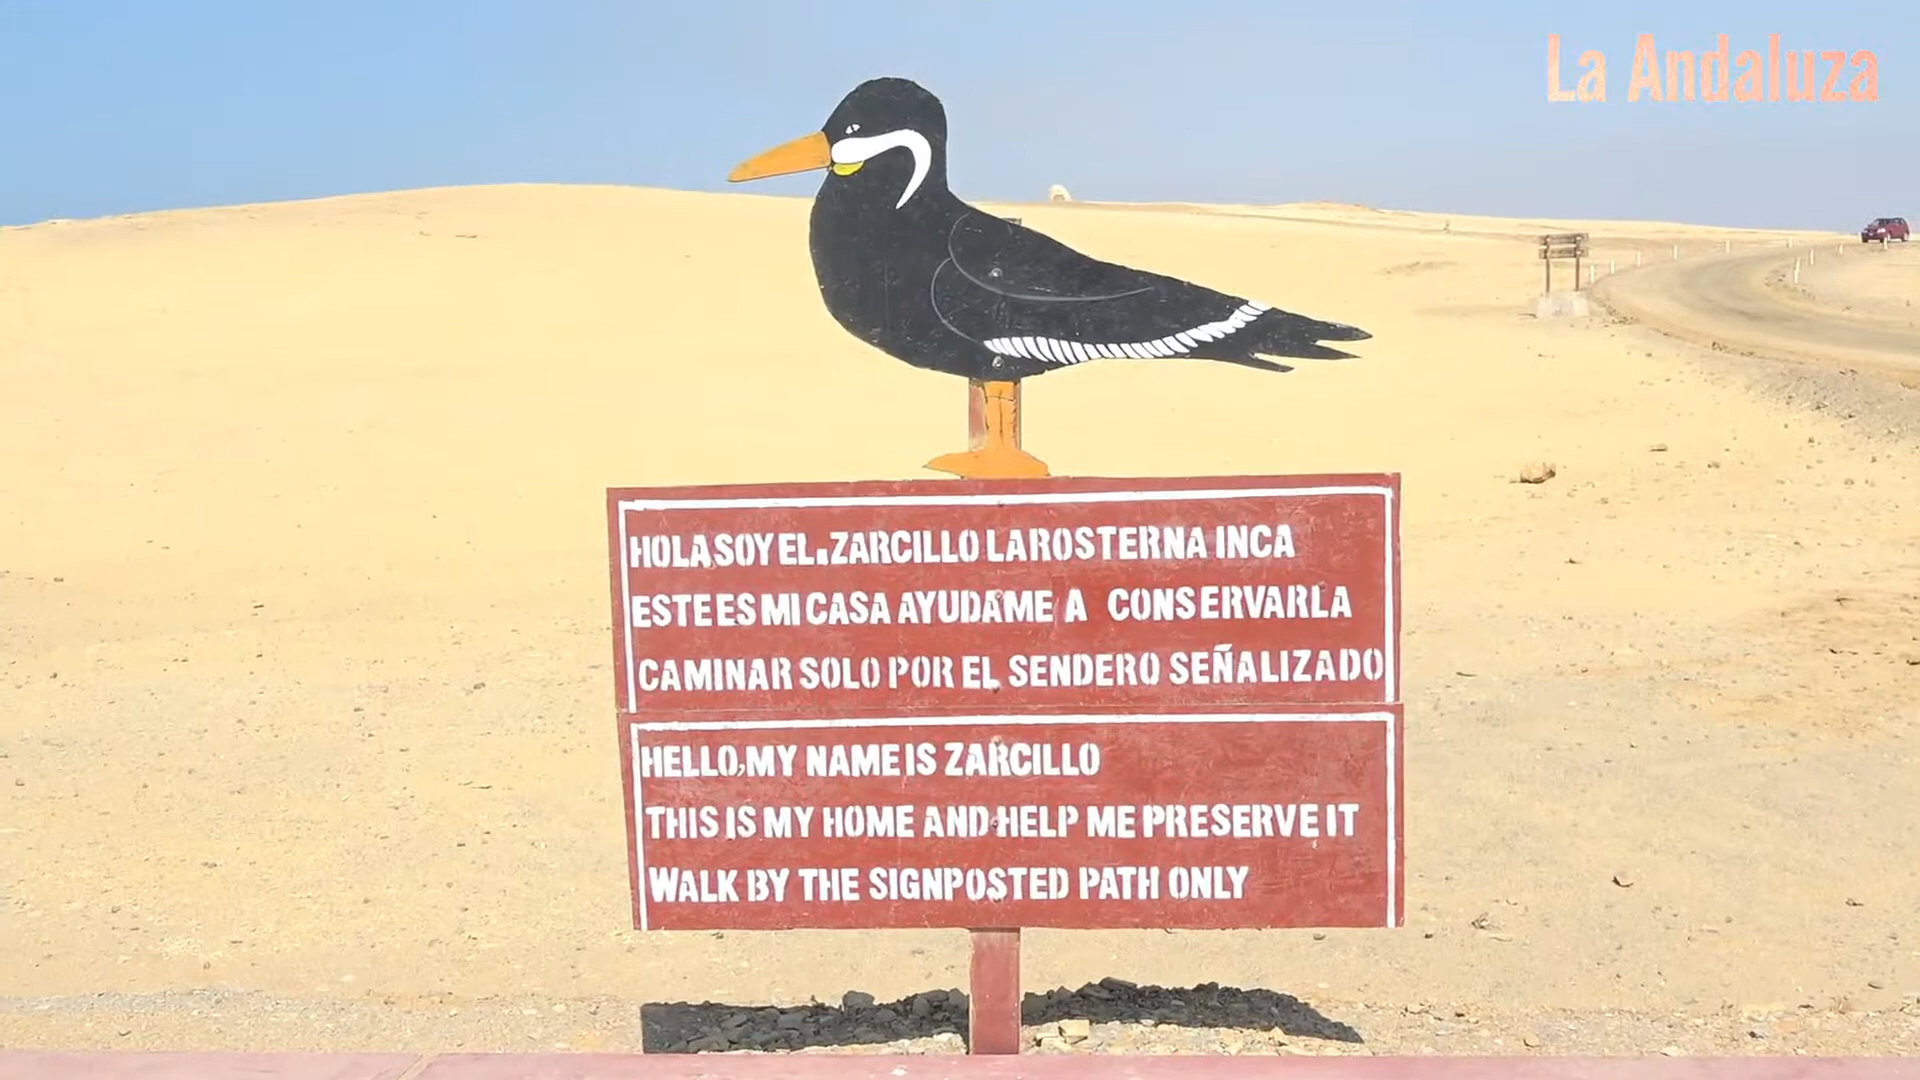 La Andaluza
HOLA,SOY EL.ZARCILLO LAROSTERNA INCA
ESTE ES MI CASA AYUDAME A CONSERVARLA
CAMINAR SOLO POR EL SENDERO SEÑALIZADO
HELLO,MY NAME IS ZARCILLO
THIS IS MY HOME AND HELP ME PRESERVE IT
WALK BY THE SIGNPOSTED PATH ONLY